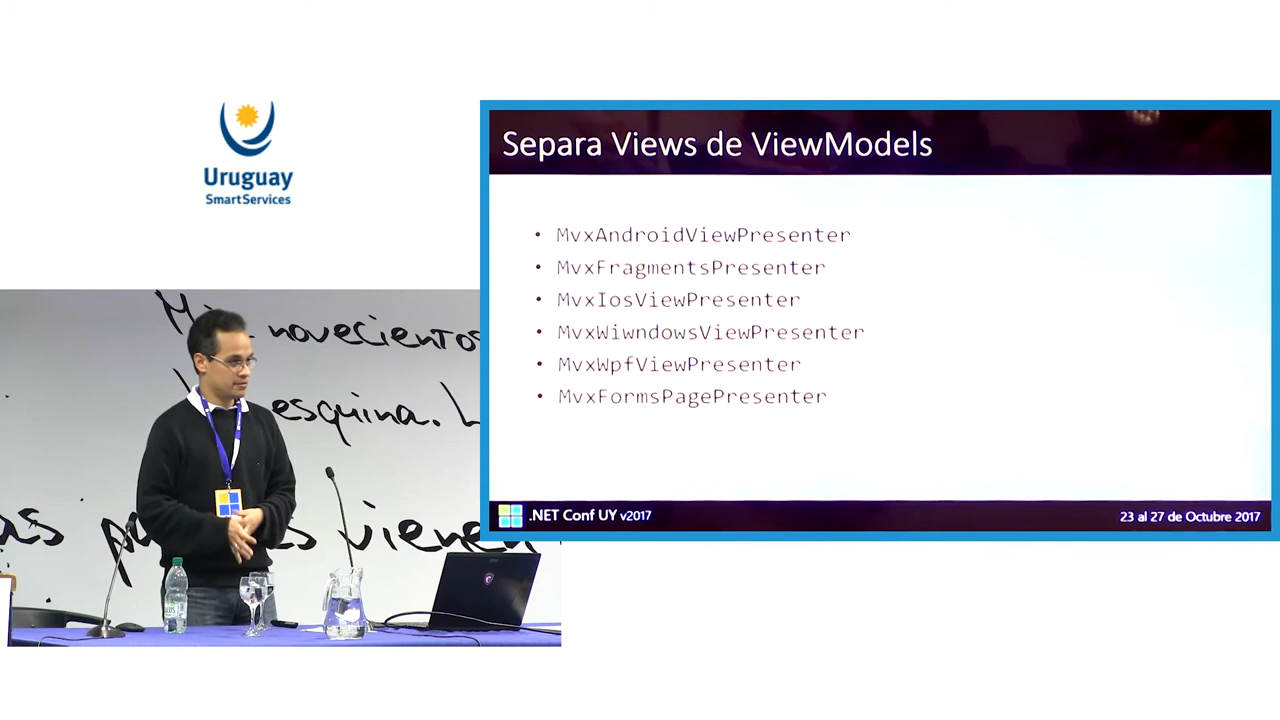 Uruguay
SmartServices
Separa Views de ViewModels
• MvxAndroidViewPresenter
• MvxFragmentsPresenter
• MvxIosViewPresenter
• MvxWiwndowsViewPresenter
• MvxWpfViewPresenter
• MvxFormsPagePresenter
.NET Conf UY v2017
23 al 27 de Octubre 2017
novecientos
esquina. L
vienen